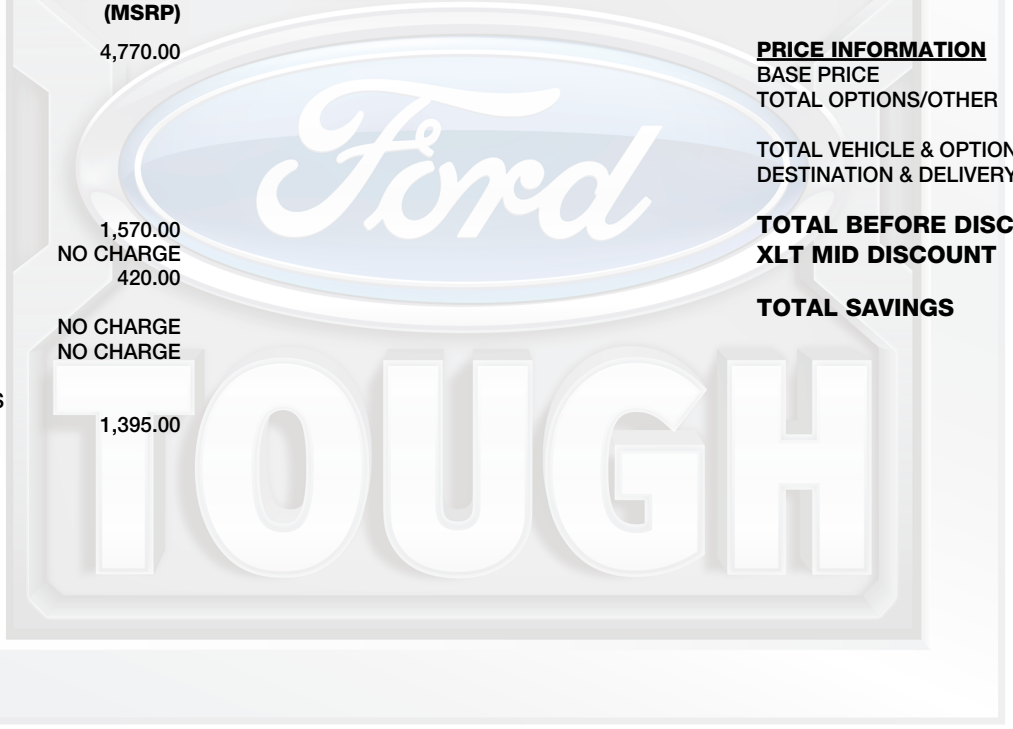 (MSRP)
4,770.00
1,570.00
NO CHARGE
420.00
NO CHARGE
NO CHARGE
S
1,395.00
PRICE INFORMATION
BASE PRICE
TOTAL OPTIONS/OTHER
TOTAL VEHICLE & OPTION
DESTINATION & DELIVERY
TOTAL BEFORE DISC
XLT MID DISCOUNT
TOTAL SAVINGS
Ford
TOUGH